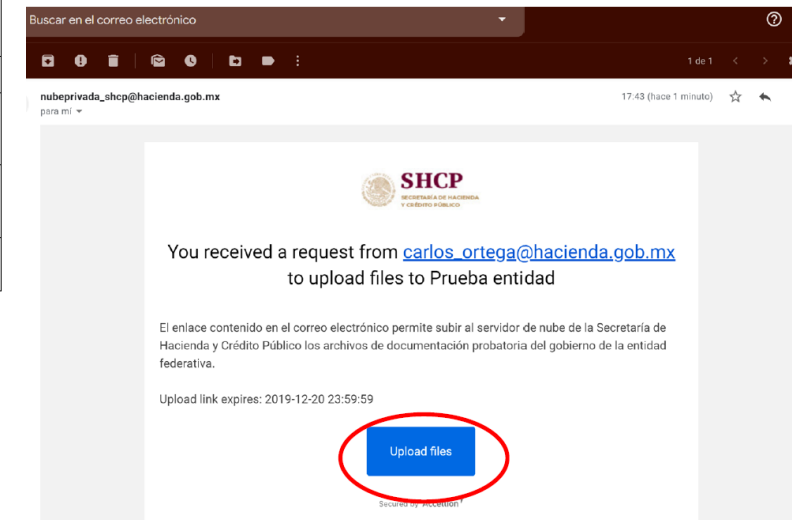 Buscar en el correo electrónico
1 de 1
nubeprivada_shcp@hacienda.gob.mx
17:43 (hace 1 minuto)
para mí
SHCP
SECRETARÍA DE HACIENDA
Y CRÉDITO PÚBLICO
You received a request from carlos_ortega@hacienda.gob.mx
to upload files to Prueba entidad
El enlace contenido en el correo electrónico permite subir al servidor de nube de la Secretaría de
Hacienda y Crédito Público los archivos de documentación probatoria del gobierno de la entidad
federativa.
Upload link expires: 2019-12-20 23:59:59
Upload files
Secured by Accellion